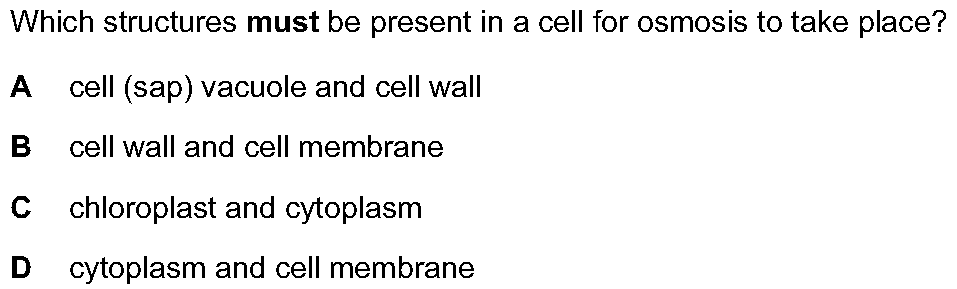 Which structures must be present in a cell for osmosis to take place?
A cell (sap) vacuole and cell wall
B cell wall and cell membrane
C chloroplast and cytoplasm
D cytoplasm and cell membrane